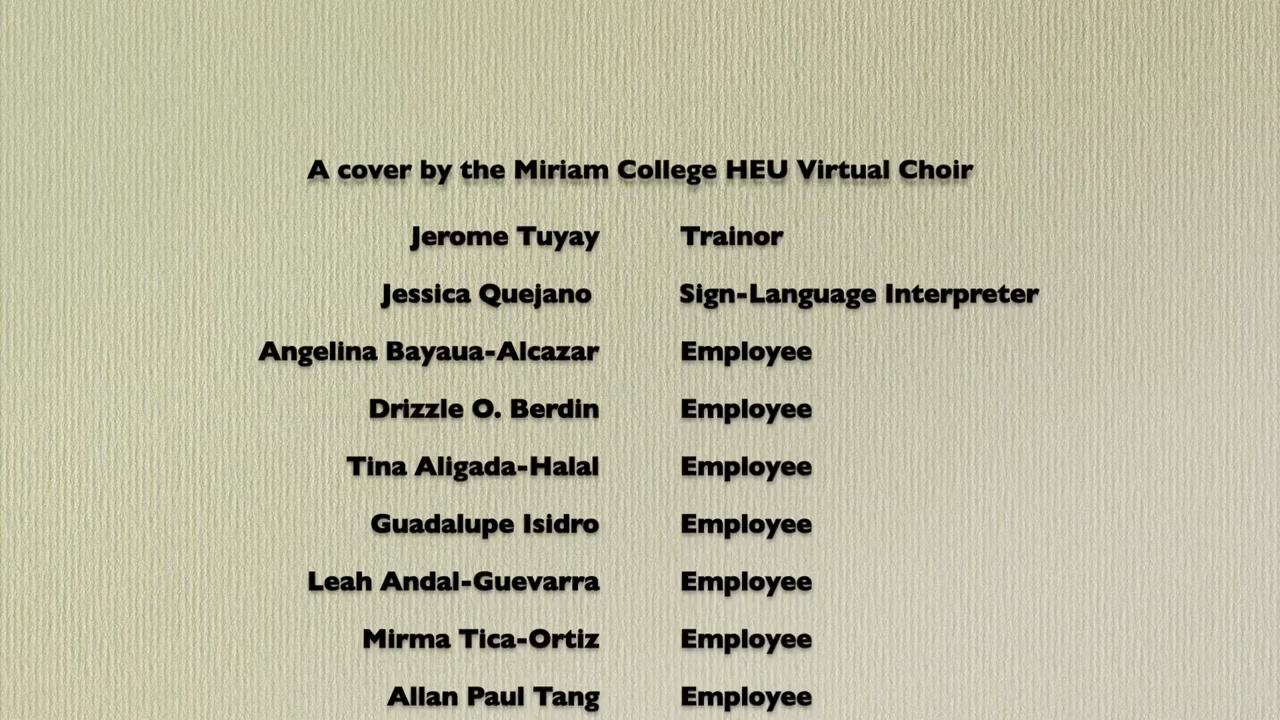 A cover by the Miriam College HEU Virtual Choir
Jerome Tuyay Trainor
Jessica Quejano Sign-Language Interpreter
Angelina Bayaua-Alcazar Employee
Drizzle O. Berdin Employee
Tina Aligada-Halal Employee
Guadalupe Isidro Employee
Leah Andal-Guevarra Employee
Mirma Tica-Ortiz Employee
Allan Paul Tang Employee